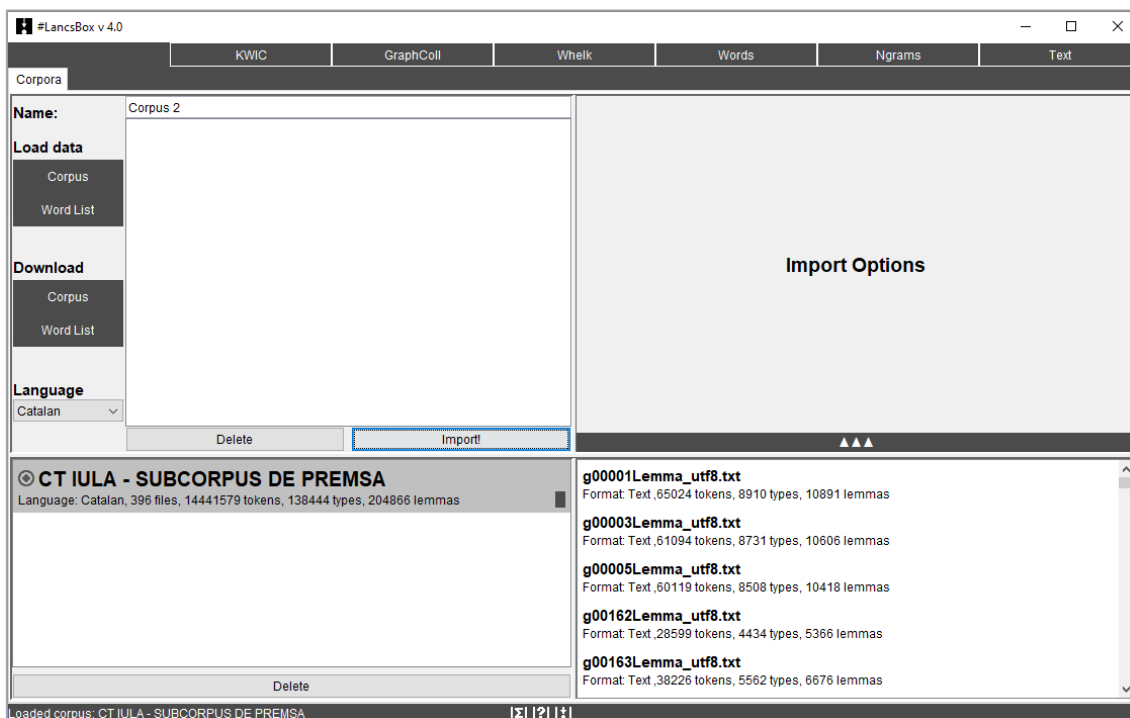 #LancsBox v 4.0
KWIC GraphColl Whelk Words Ngrams Text
Corpora
Name: Corpus 2
Load data
Corpus
Word List
Download
Corpus
Word List
Language
Catalan
Delete Import!
Import Options
▲▲▲
CT IULA - SUBCORPUS DE PREMSA
Language: Catalan, 396 files, 14441579 tokens, 138444 types, 204866 lemmas
Delete
g00001Lemma_utf8.txt
Format: Text ,65024 tokens, 8910 types, 10891 lemmas
g00003Lemma_utf8.txt
Format: Text ,61094 tokens, 8731 types, 10606 lemmas
g00005Lemma_utf8.txt
Format: Text ,60119 tokens, 8508 types, 10418 lemmas
g00162Lemma_utf8.txt
Format: Text ,28599 tokens, 4434 types, 5366 lemmas
g00163Lemma_utf8.txt
Format: Text ,38226 tokens, 5562 types, 6676 lemmas
Loaded corpus: CT IULA - SUBCORPUS DE PREMSA |Σ| |?| |‡|